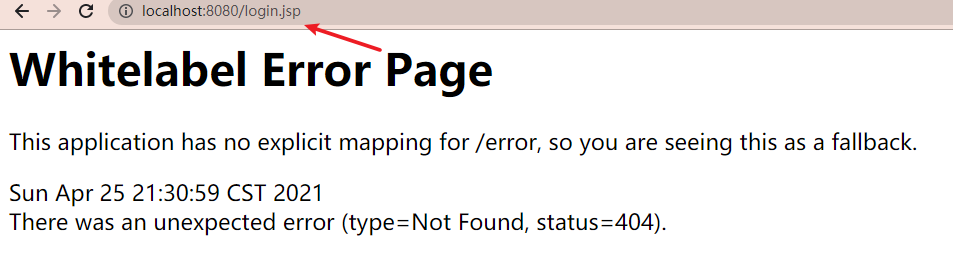 localhost:8080/login.jsp
Whitelabel Error Page
This application has no explicit mapping for /error, so you are seeing this as a fallback.
Sun Apr 25 21:30:59 CST 2021
There was an unexpected error (type=Not Found, status=404).